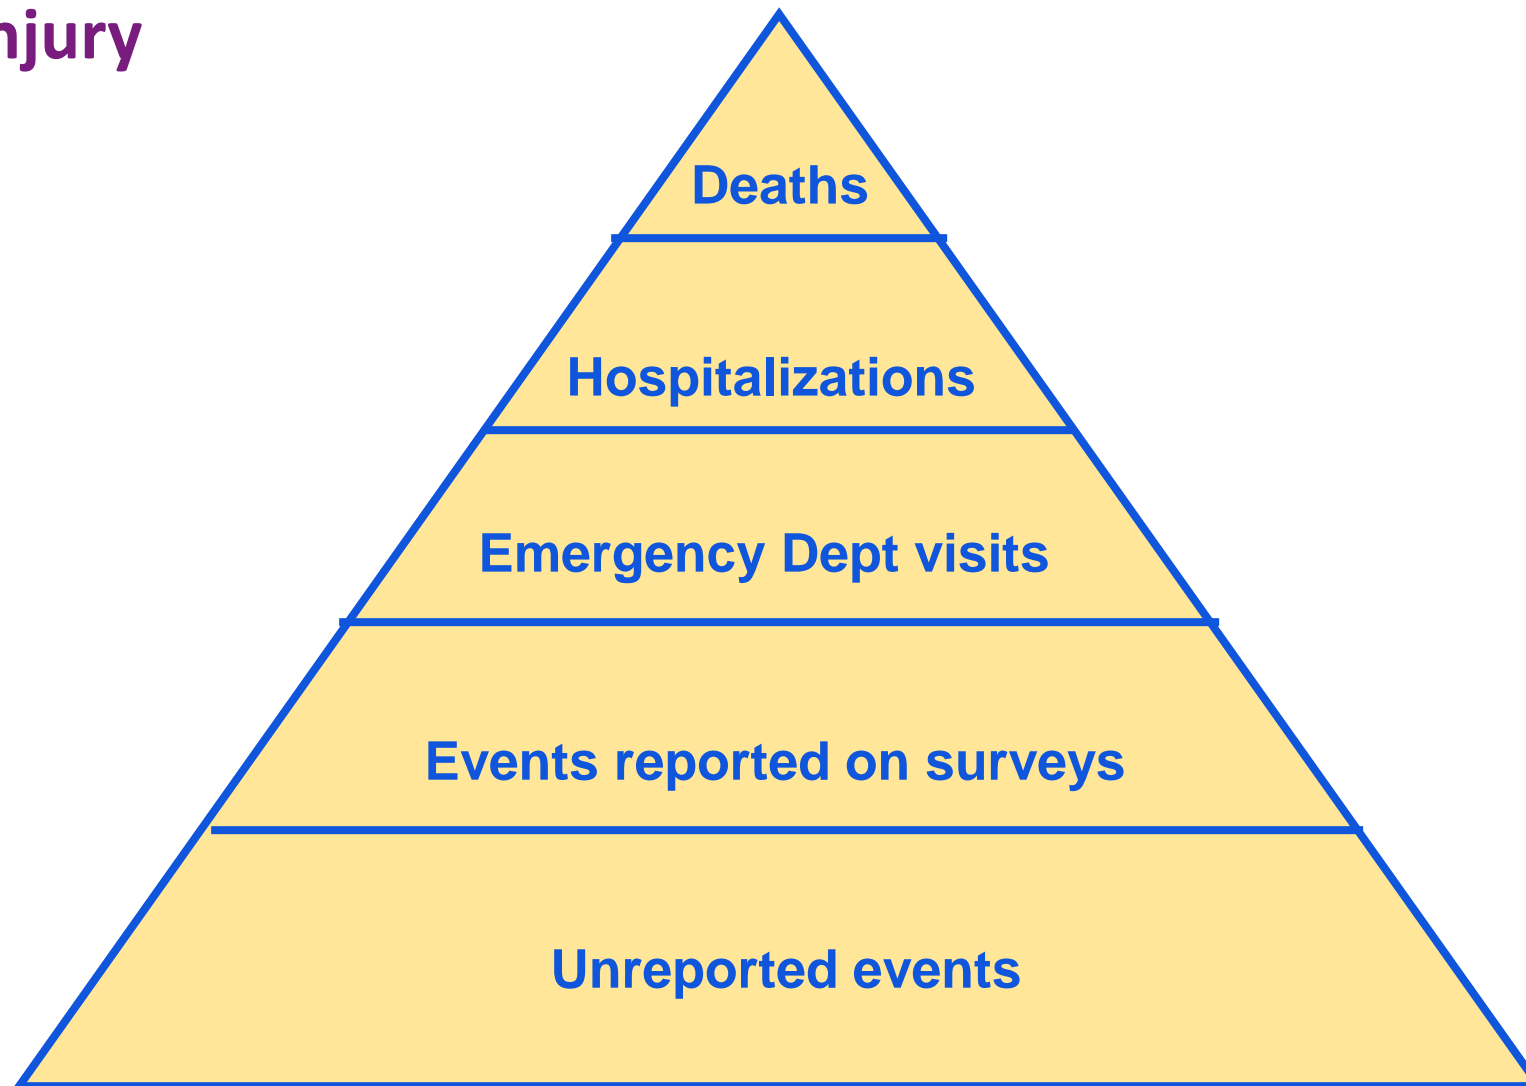 njury
Deaths
Hospitalizations
Emergency Dept visits
Events reported on surveys
Unreported events